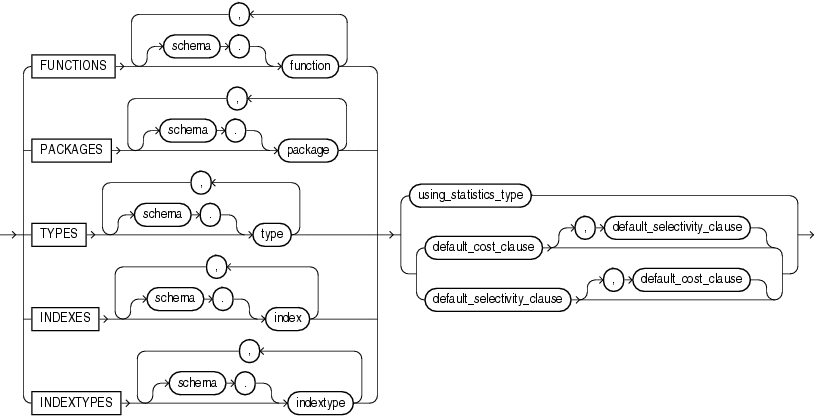 ,
schema .
FUNCTIONS function
,
schema .
PACKAGES package
using_statistics_type
,
schema . , default_selectivity_clause
TYPES type default_cost_clause
,
schema . , default_cost_clause
INDEXES index default_selectivity_clause
,
schema .
INDEXTYPES indextype